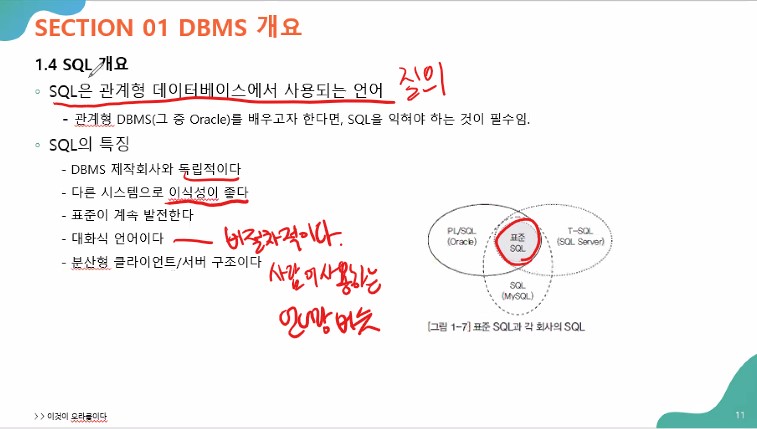 SECTION 01 DBMS 개요
1.4 SQL 개요
◦ SQL은 관계형 데이터베이스에서 사용되는 언어 질의
- 관계형 DBMS(그 중 Oracle)를 배우고자 한다면, SQL을 익혀야 하는 것이 필수임.
◦ SQL의 특징
- DBMS 제작회사와 독립적이다
- 다른 시스템으로 이식성이 좋다
- 표준이 계속 발전한다
- 대화식 언어이다 비절차적이다.
- 분산형 클라이언트/서버 구조이다
사람이 사용하는
PL/SQL
(Oracle)
표준
SQL
T-SQL
(SQL Server)
SQL
(MySQL)
[그림 1-7] 표준 SQL과 각 회사의 SQL
> > 이것이 오라클이다
11